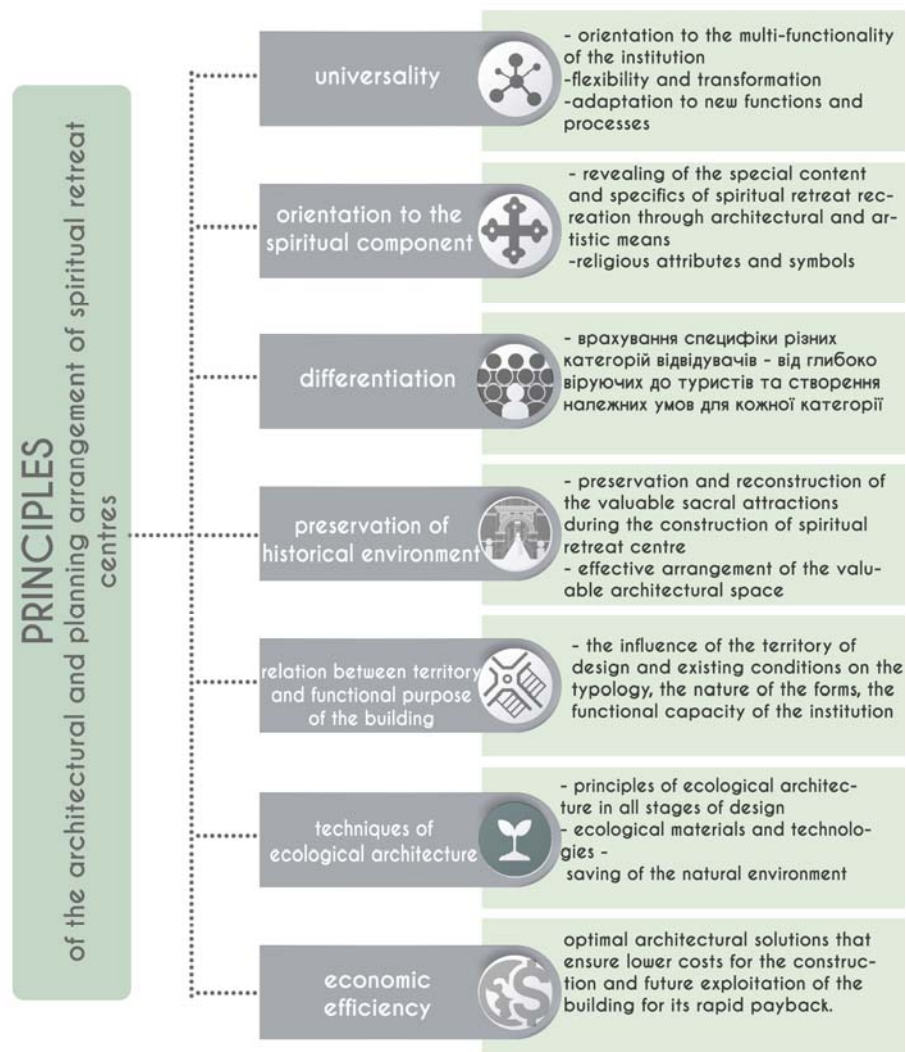 PRINCIPLES
of the architectural and planning arrangement of spiritual retreat
centres
universality
- orientation to the multi-functionality
of the institution
-flexibility and transformation
-adaptation to new functions and
processes
orientation to the
spiritual component
- revealing of the special content
and specifics of spiritual retreat rec-
reation through architectural and ar-
tistic means
-religious attributes and symbols
differentiation
- врахування специфіки різних
категорій відвідувачів - від глибоко
віруючих до туристів та створення
належних умов для кожної категорії
preservation of
historical environment
- preservation and reconstruction of
the valuable sacral attractions
during the construction of spiritual
retreat centre
- effective arrangement of the valu-
able architectural space
relation between territory
and functional purpose
of the building
- the influence of the territory of
design and existing conditions on the
typology, the nature of the forms, the
functional capacity of the institution
techniques of
ecological architecture
- principles of ecological architec-
ture in all stages of design
- ecological materials and technolo-
gies -
saving of the natural environment
economic
efficiency
optimal architectural solutions that
ensure lower costs for the construc-
tion and future exploitation of the
building for its rapid payback.